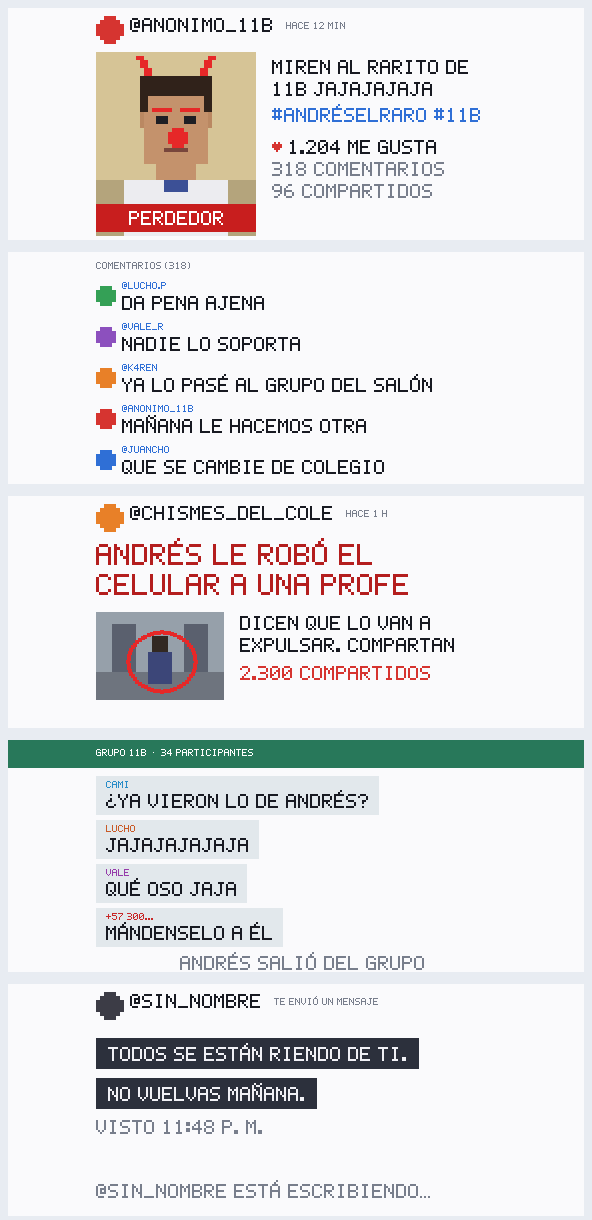 @ANONIMO_11B HACE 12 MIN
MIREN AL RARITO DE
11B JAJAJAJAJA
#ANDRÉSELRARO #11B
1.204 ME GUSTA
318 COMENTARIOS
96 COMPARTIDOS
PERDEDOR
COMENTARIOS (318)
@LUCHO.P
DA PENA AJENA
@VALE_R
NADIE LO SOPORTA
@K4REN
YA LO PASÉ AL GRUPO DEL SALÓN
@ANONIMO_11B
MAÑANA LE HACEMOS OTRA
@JUANCHO
QUE SE CAMBIE DE COLEGIO
@CHISMES_DEL_COLE HACE 1 H
ANDRÉS LE ROBÓ EL
CELULAR A UNA PROFE
DICEN QUE LO VAN A
EXPULSAR. COMPARTAN
2.300 COMPARTIDOS
GRUPO 11B · 34 PARTICIPANTES
CAMI
¿YA VIERON LO DE ANDRÉS?
LUCHO
JAJAJAJAJAJA
VALE
QUÉ OSO JAJA
+57 300...
MÁNDENSELO A ÉL
ANDRÉS SALIÓ DEL GRUPO
@SIN_NOMBRE TE ENVIÓ UN MENSAJE
TODOS SE ESTÁN RIENDO DE TI.
NO VUELVAS MAÑANA.
VISTO 11:48 P. M.
@SIN_NOMBRE ESTÁ ESCRIBIENDO...